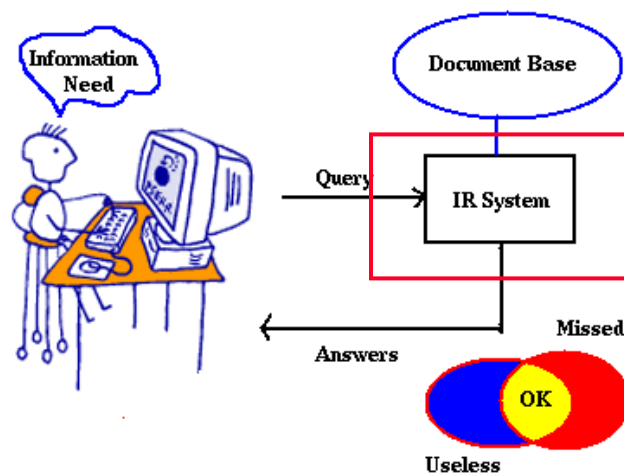 Information
Need
Document Base
Query
IR System
Answers
Missed
OK
Useless